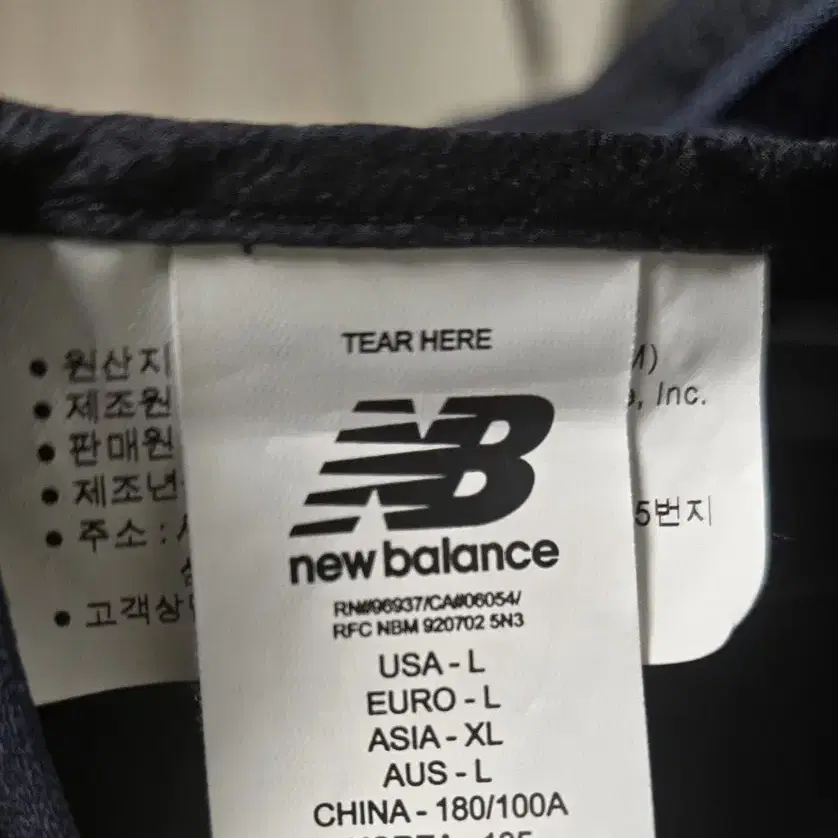 TEAR HERE
NB
new balance
RN#96937/CA#06054/
RFC NBM 920702 5N3
USA - L
EURO - L
ASIA - XL
AUS - L
CHINA - 180/100A
• 원산지
• 제조원
, Inc.
• 판매원
• 제조년
• 주소 :
5번지
• 고객상